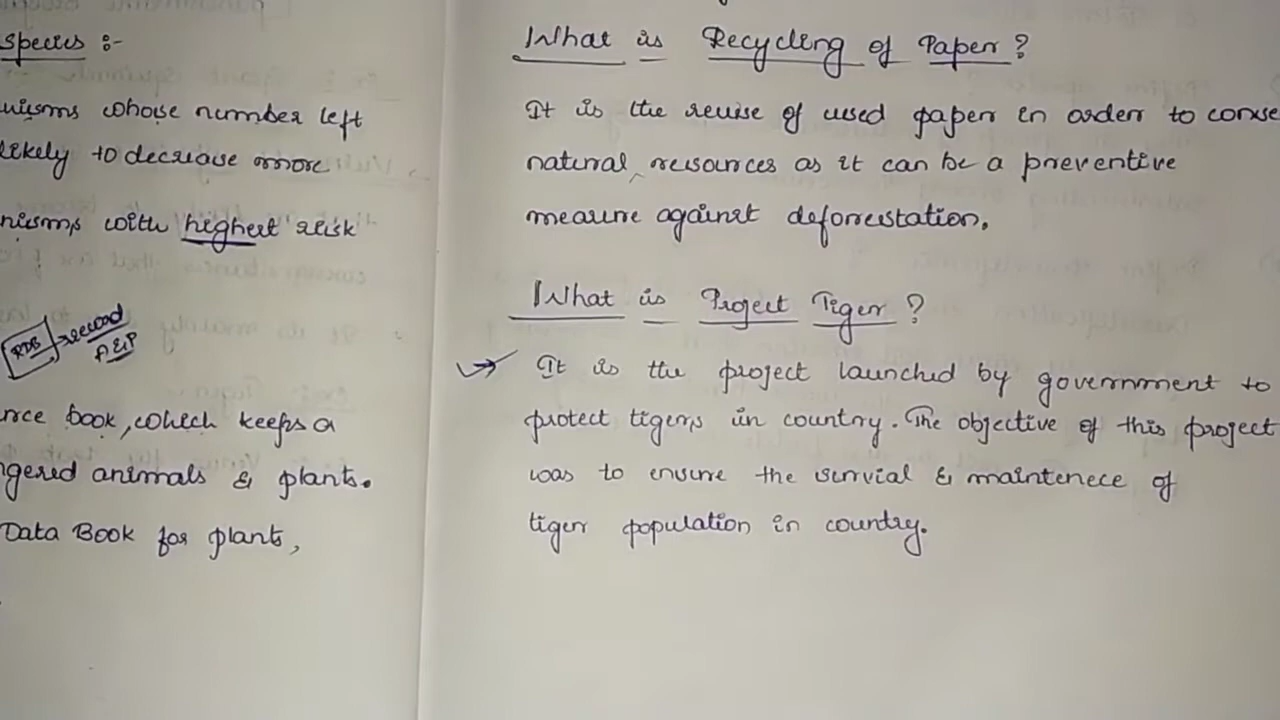 species :-
nisms whose number left
likely to decrease more
nisms with highest risk
RDB record
A & P
nce book, which keeps a
ngered animals & plants.
Data Book for plants,
What is Recycling of Paper ?
It is the reuse of used paper in order to conse
natural resources as it can be a preventive
measure against deforestation.
What is Project Tiger ?
→ It is the project launched by government to
protect tigers in country. The objective of this project
was to ensure the survial & maintenece of
tiger population in country.